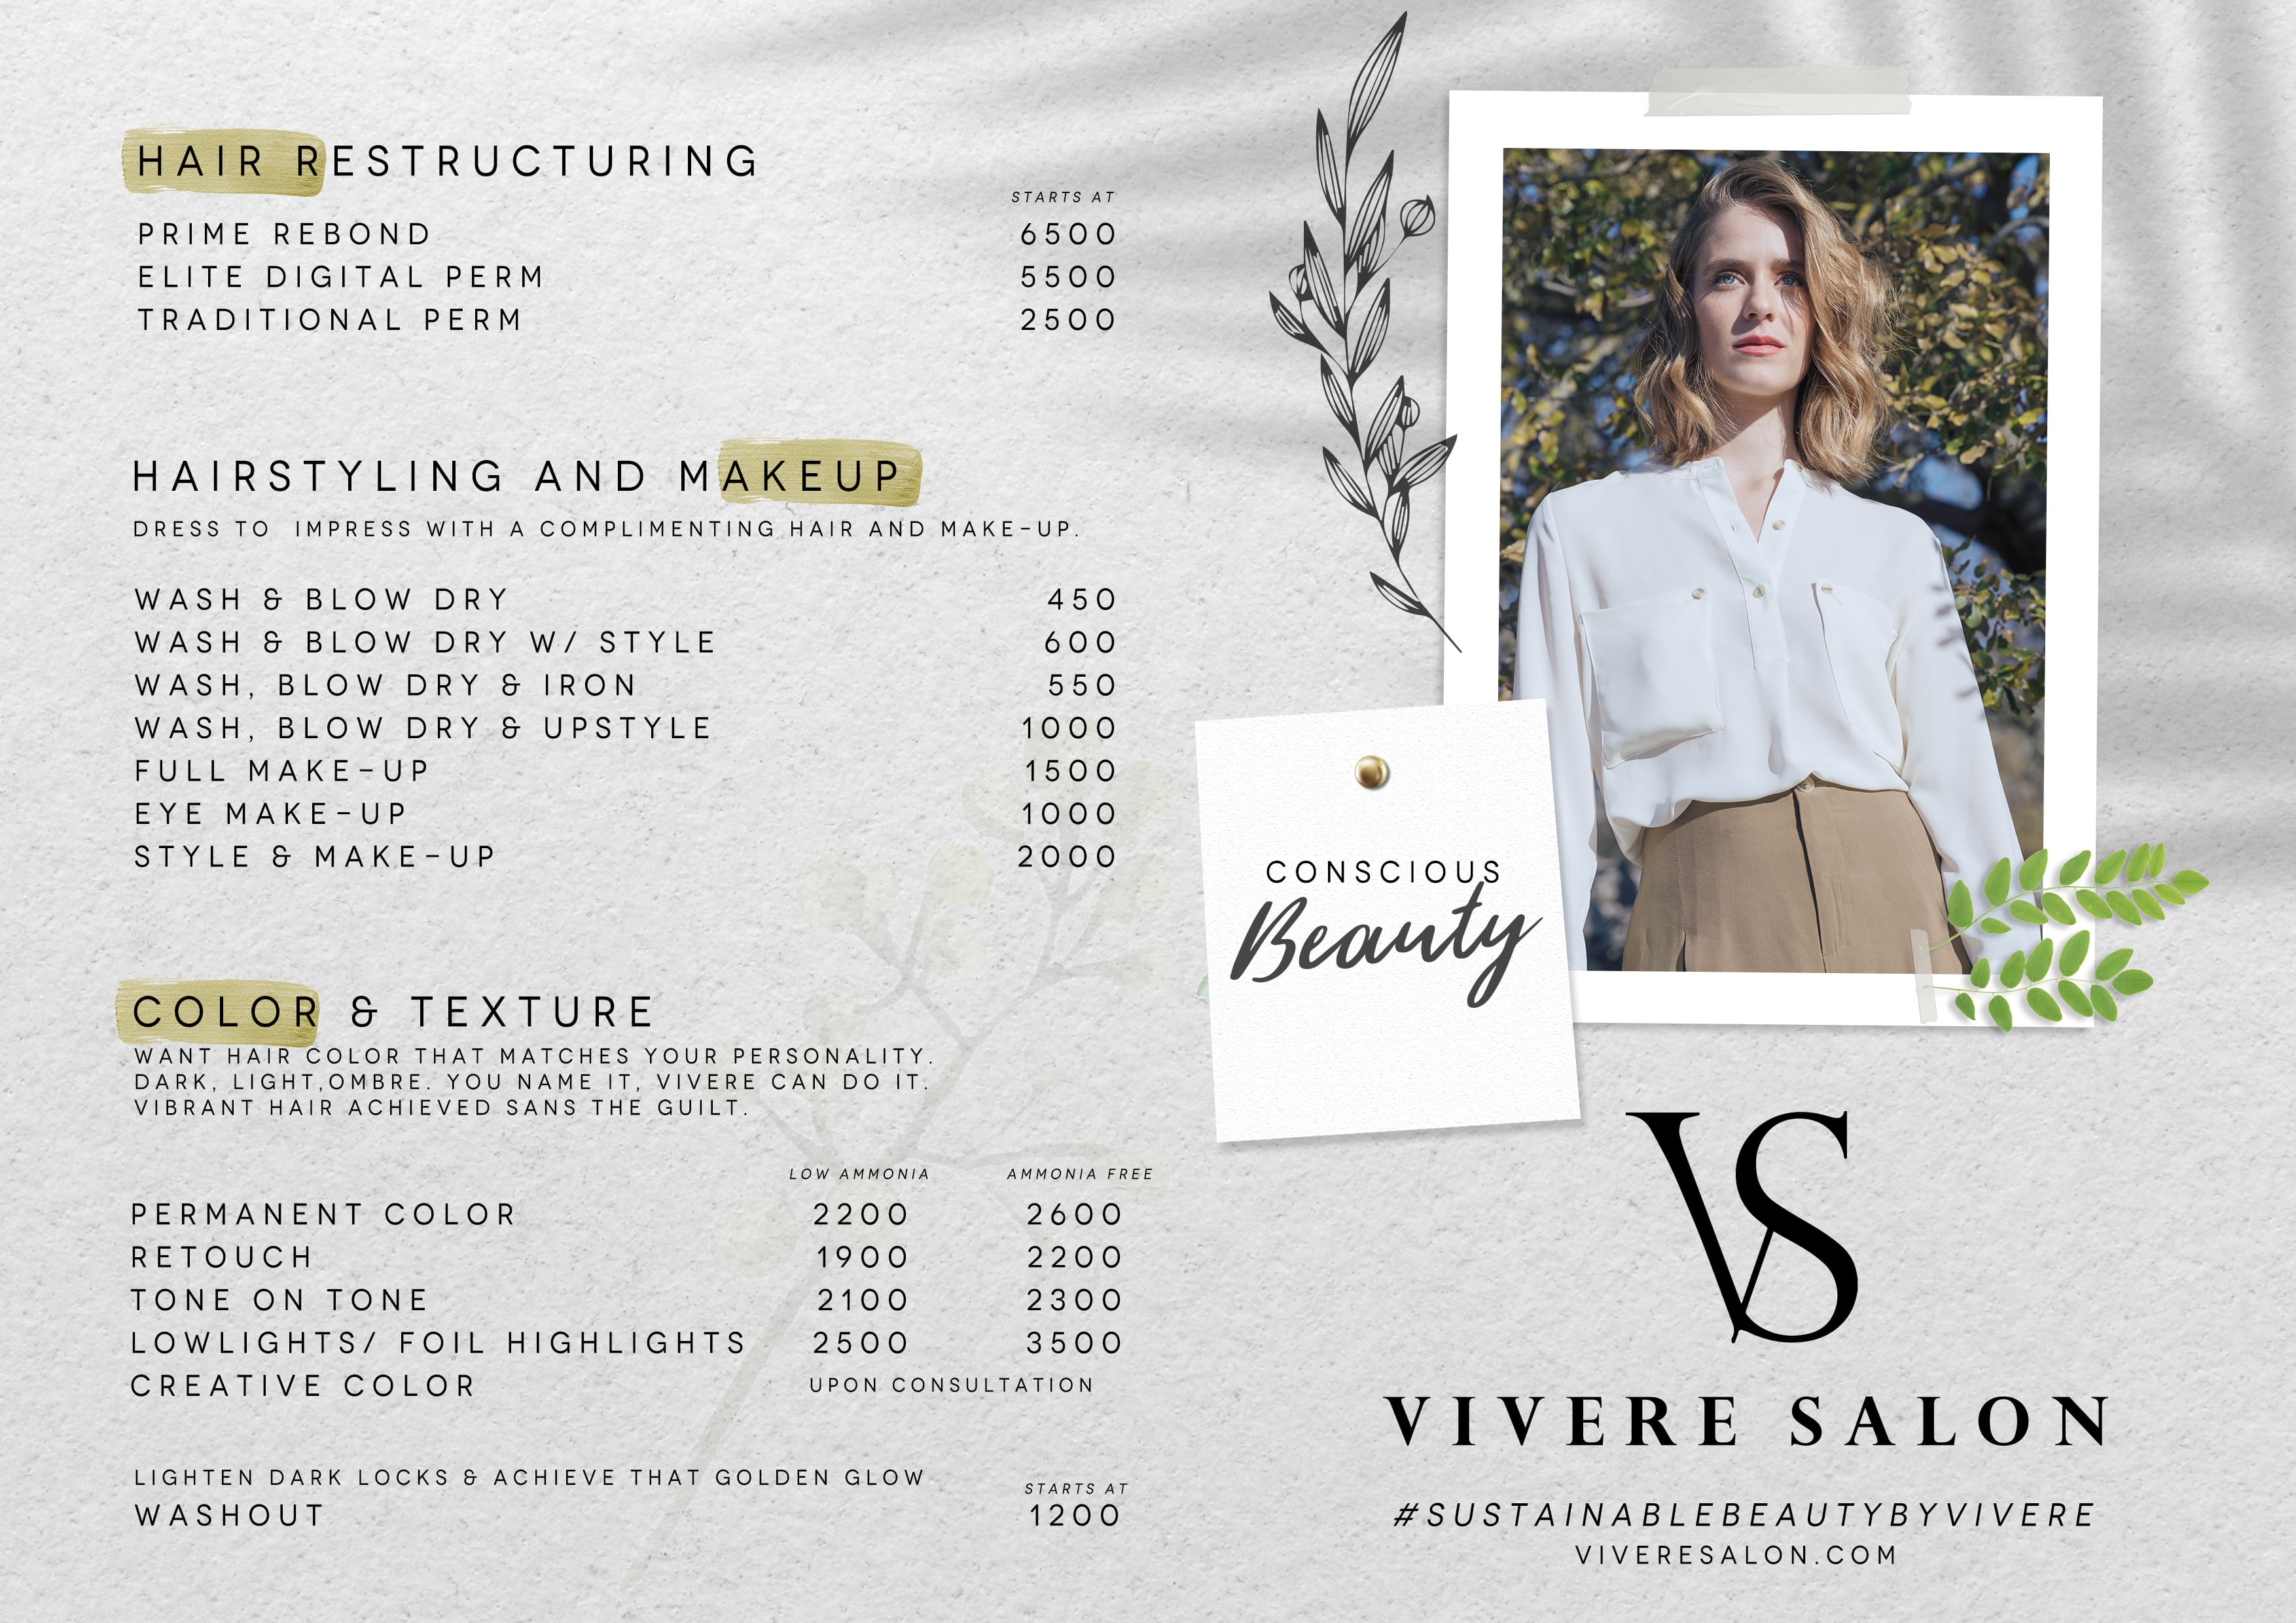 HAIR RESTRUCTURING
STARTS AT
PRIME REBOND 6500
ELITE DIGITAL PERM 5500
TRADITIONAL PERM 2500
HAIRSTYLING AND MAKEUP
DRESS TO IMPRESS WITH A COMPLIMENTING HAIR AND MAKE-UP.
WASH & BLOW DRY 450
WASH & BLOW DRY W/ STYLE 600
WASH, BLOW DRY & IRON 550
WASH, BLOW DRY & UPSTYLE 1000
FULL MAKE-UP 1500
EYE MAKE-UP 1000
STYLE & MAKE-UP 2000
COLOR & TEXTURE
WANT HAIR COLOR THAT MATCHES YOUR PERSONALITY.
DARK, LIGHT,OMBRE. YOU NAME IT, VIVERE CAN DO IT.
VIBRANT HAIR ACHIEVED SANS THE GUILT.
LOW AMMONIA AMMONIA FREE
PERMANENT COLOR 2200 2600
RETOUCH 1900 2200
TONE ON TONE 2100 2300
LOWLIGHTS/ FOIL HIGHLIGHTS 2500 3500
CREATIVE COLOR UPON CONSULTATION
LIGHTEN DARK LOCKS & ACHIEVE THAT GOLDEN GLOW
STARTS AT
WASHOUT 1200
CONSCIOUS
Beauty
VS
VIVERE SALON
#SUSTAINABLEBEAUTYBYVIVERE
VIVERESALON.COM